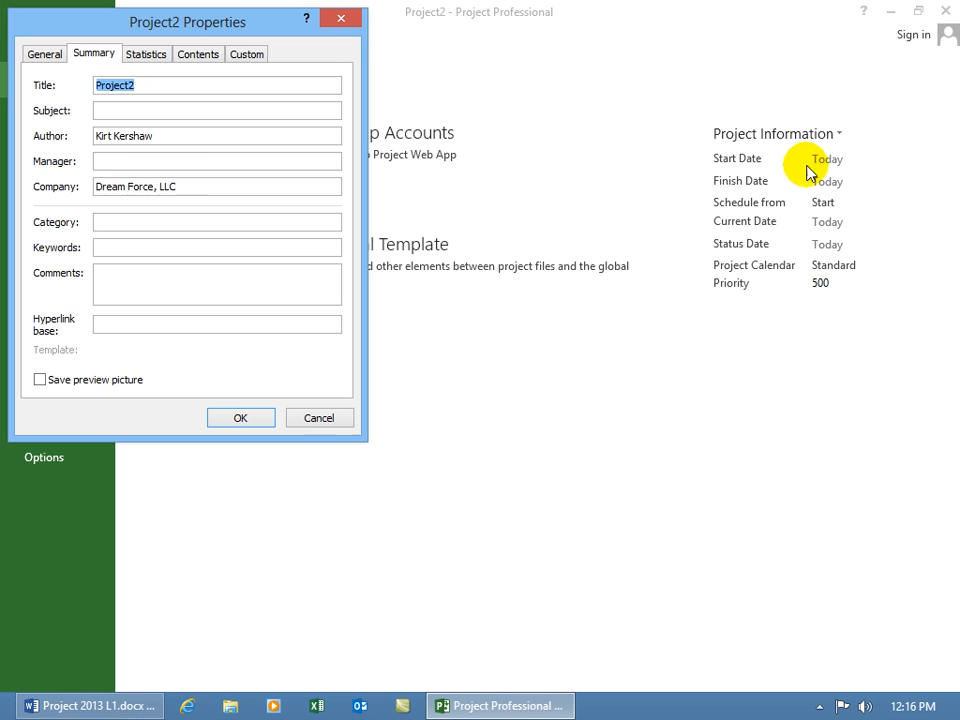 Project2 Properties
?
Project2 - Project Professional
?
Sign in
General
Summary
Statistics
Contents
Custom
Title:
Project2
Subject:
Author:
Kirt Kershaw
Manager:
Company:
Dream Force, LLC
Category:
Keywords:
Comments:
Hyperlink
base:
Template:
Save preview picture
OK
Cancel
p Accounts
Project Web App
l Template
d other elements between project files and the global
Project Information
Start Date Today
Finish Date Today
Schedule from Start
Current Date Today
Status Date Today
Project Calendar Standard
Priority 500
Options
Project 2013 L1.docx ...
Project Professional ...
12:16 PM